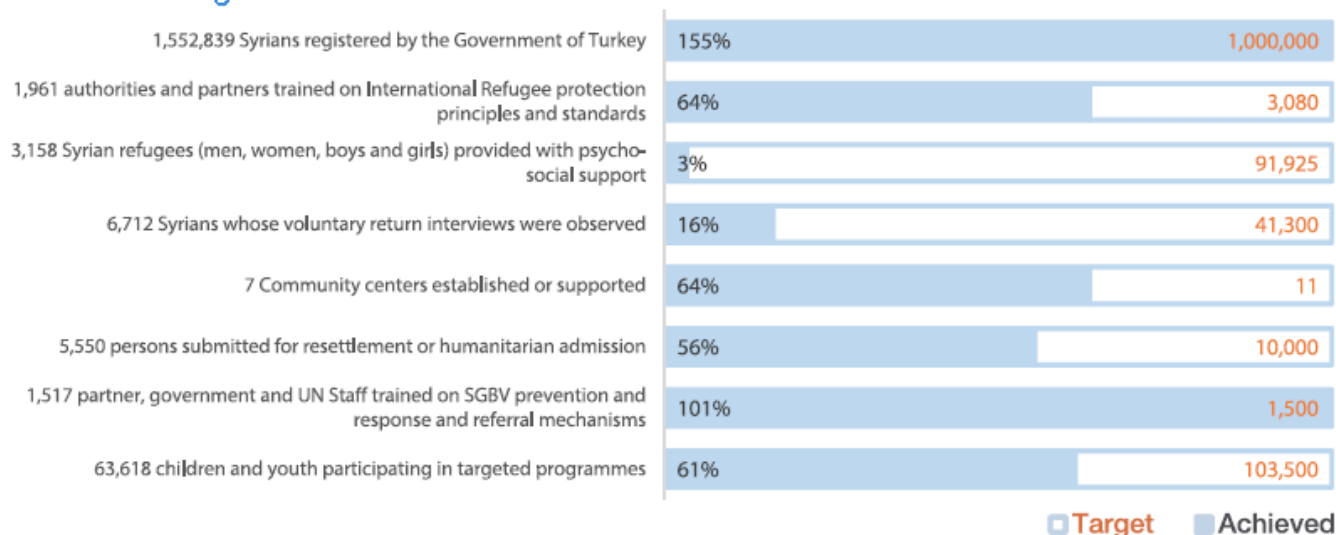 1,552,839 Syrians registered by the Government of Turkey 155% 1,000,000
1,961 authorities and partners trained on International Refugee protection
principles and standards
64% 3,080
3,158 Syrian refugees (men, women, boys and girls) provided with psycho-
social support
3% 91,925
6,712 Syrians whose voluntary return interviews were observed 16% 41,300
7 Community centers established or supported 64% 11
5,550 persons submitted for resettlement or humanitarian admission 56% 10,000
1,517 partner, government and UN Staff trained on SGBV prevention and
response and referral mechanisms
101% 1,500
63,618 children and youth participating in targeted programmes 61% 103,500
Target Achieved